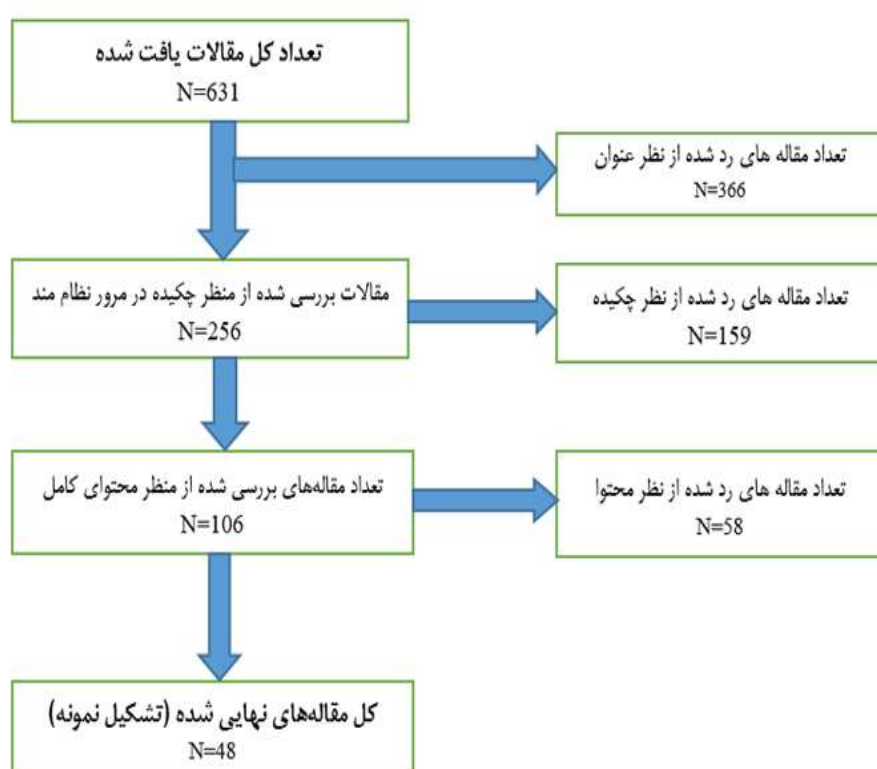 تعداد کل مقالات یافت شده
N=631
تعداد مقاله های رد شده از نظر عنوان
N=366
مقالات بررسی شده از منظر چکیده در مرور نظام مند
N=256
تعداد مقاله های رد شده از نظر چکیده
N=159
تعداد مقاله‌های بررسی شده از منظر محتوای کامل
N=106
تعداد مقاله های رد شده از نظر محتوا
N=58
کل مقاله‌های نهایی شده (تشکیل نمونه)
N=48